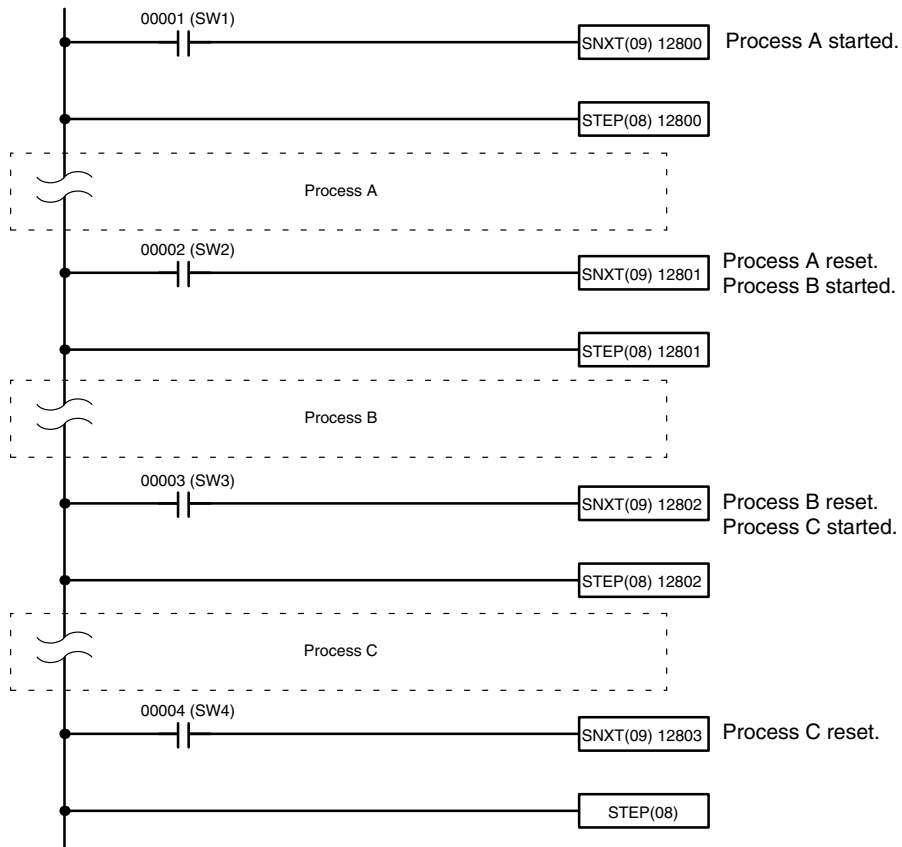 00001 (SW1)
SNXT(09) 12800 Process A started.
STEP(08) 12800
Process A
00002 (SW2)
SNXT(09) 12801
Process A reset.
Process B started.
STEP(08) 12801
Process B
00003 (SW3)
SNXT(09) 12802
Process B reset.
Process C started.
STEP(08) 12802
Process C
00004 (SW4)
SNXT(09) 12803 Process C reset.
STEP(08)